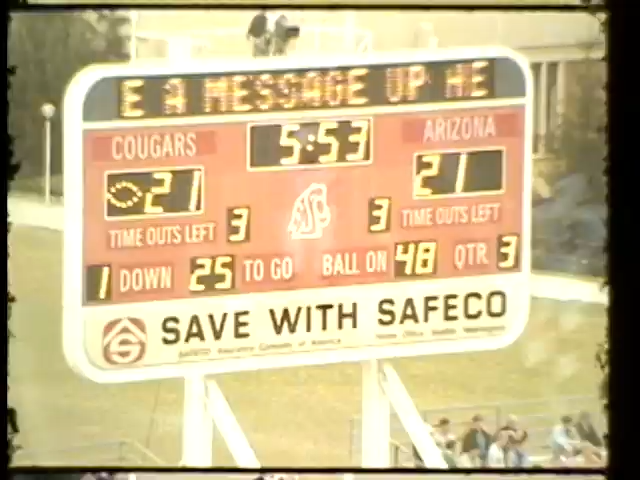 E A MESSAGE UP HE
COUGARS 5:53 ARIZONA
21 21
TIME OUTS LEFT 3 3 TIME OUTS LEFT
1 DOWN 25 TO GO BALL ON 48 QTR 3
SAVE WITH SAFECO